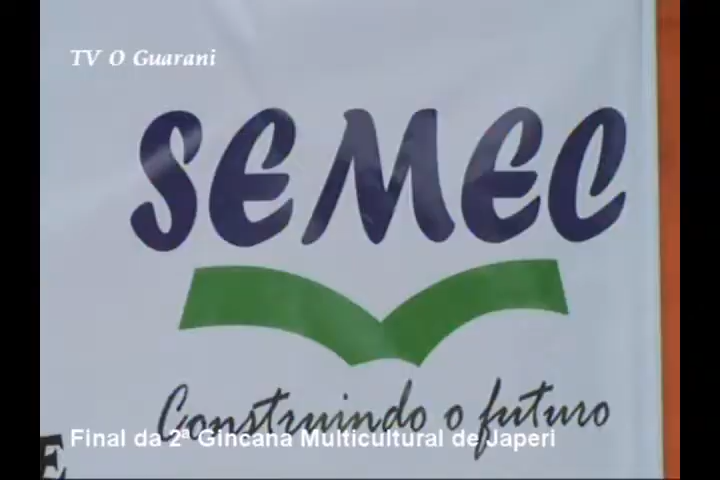 TV O Guarani
SEMEC
Construindo o futuro
Final da 2ª Gincana Multicultural de Japeri
E